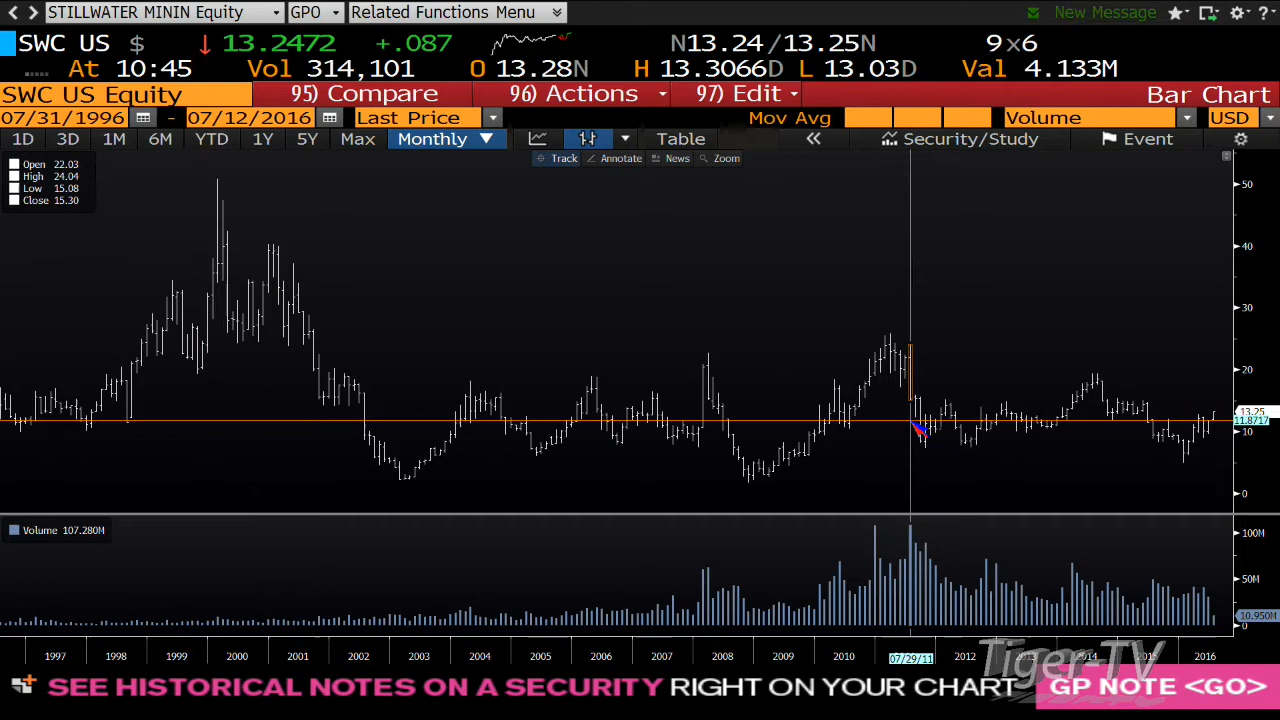 STILLWATER MININ Equity GPO Related Functions Menu New Message ?
SWC US $ 13.2472 +.087 N13.24/13.25N 9x6
At 10:45 Vol 314,101 O 13.28N H 13.3066D L 13.03D Val 4.133M
SWC US Equity 95) Compare 96) Actions 97) Edit Bar Chart
07/31/1996 - 07/12/2016 Last Price Mov Avg Volume USD
1D 3D 1M 6M YTD 1Y 5Y Max Monthly Table Security/Study Event
Track Annotate News Zoom
Open 22.03
High 24.04
Low 15.08
Close 15.30
50
40
30
20
13.25
11.8717
10
0
Volume 107.280M
100M
50M
10.950M
0
1997 1998 1999 2000 2001 2002 2003 2004 2005 2006 2007 2008 2009 2010 07/29/11 2012 2013 2014 2015 2016
Tiger-TV
SEE HISTORICAL NOTES ON A SECURITY RIGHT ON YOUR CHART GP NOTE <GO>